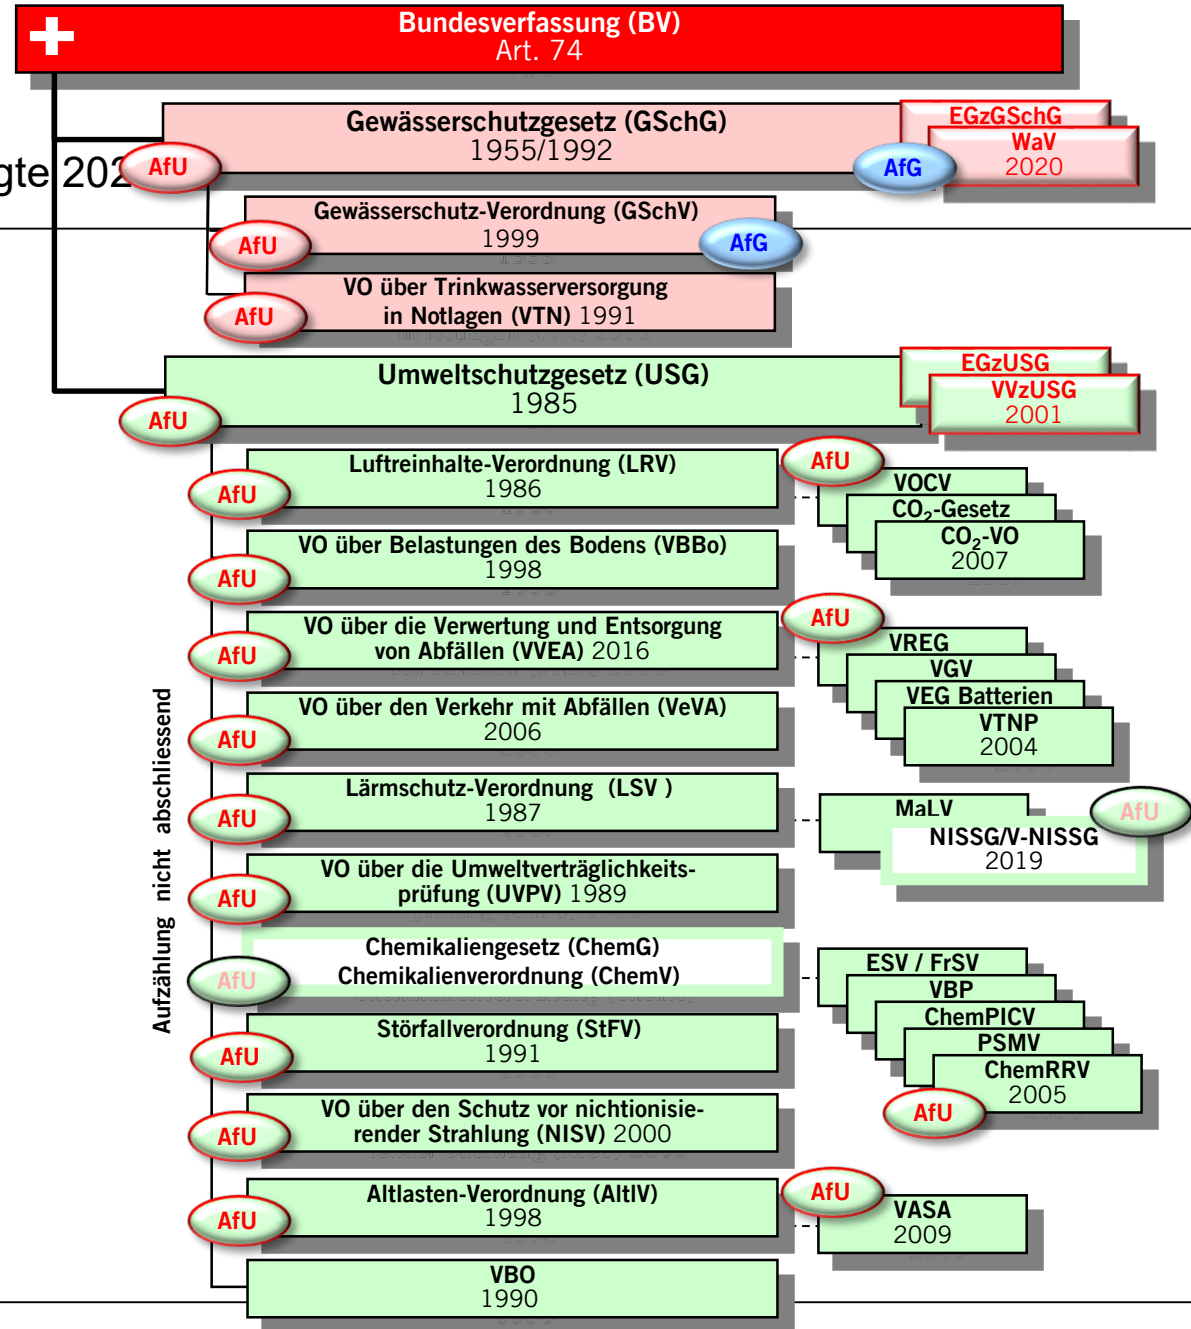 Bundesverfassung (BV)
Art. 74
Gewässerschutzgesetz (GSchG)
1955/1992
EGzGSchG
WaV
2020
AfU
AfG
gte 202
Gewässerschutz-Verordnung (GSchV)
1999
AfU
AfG
VO über Trinkwasserversorgung
in Notlagen (VTN) 1991
AfU
Umweltschutzgesetz (USG)
1985
EGzUSG
VVzUSG
2001
AfU
Luftreinhalte-Verordnung (LRV)
1986
AfU
AfU
VOCV
CO₂-Gesetz
CO₂-VO
2007
VO über Belastungen des Bodens (VBBo)
1998
AfU
VO über die Verwertung und Entsorgung
von Abfällen (VVEA) 2016
AfU
AfU
VREG
VGV
VEG Batterien
VTNP
2004
VO über den Verkehr mit Abfällen (VeVA)
2006
AfU
Lärmschutz-Verordnung (LSV )
1987
AfU
MaLV
AfU
NISSG/V-NISSG
2019
VO über die Umweltverträglichkeits-
prüfung (UVPV) 1989
AfU
Chemikaliengesetz (ChemG)
Chemikalienverordnung (ChemV)
AfU
ESV / FrSV
VBP
ChemPICV
PSMV
ChemRRV
2005
AfU
Störfallverordnung (StFV)
1991
AfU
VO über den Schutz vor nichtionisie-
render Strahlung (NISV) 2000
AfU
Altlasten-Verordnung (AltlV)
1998
AfU
AfU
VASA
2009
VBO
1990
Aufzählung nicht abschliessend